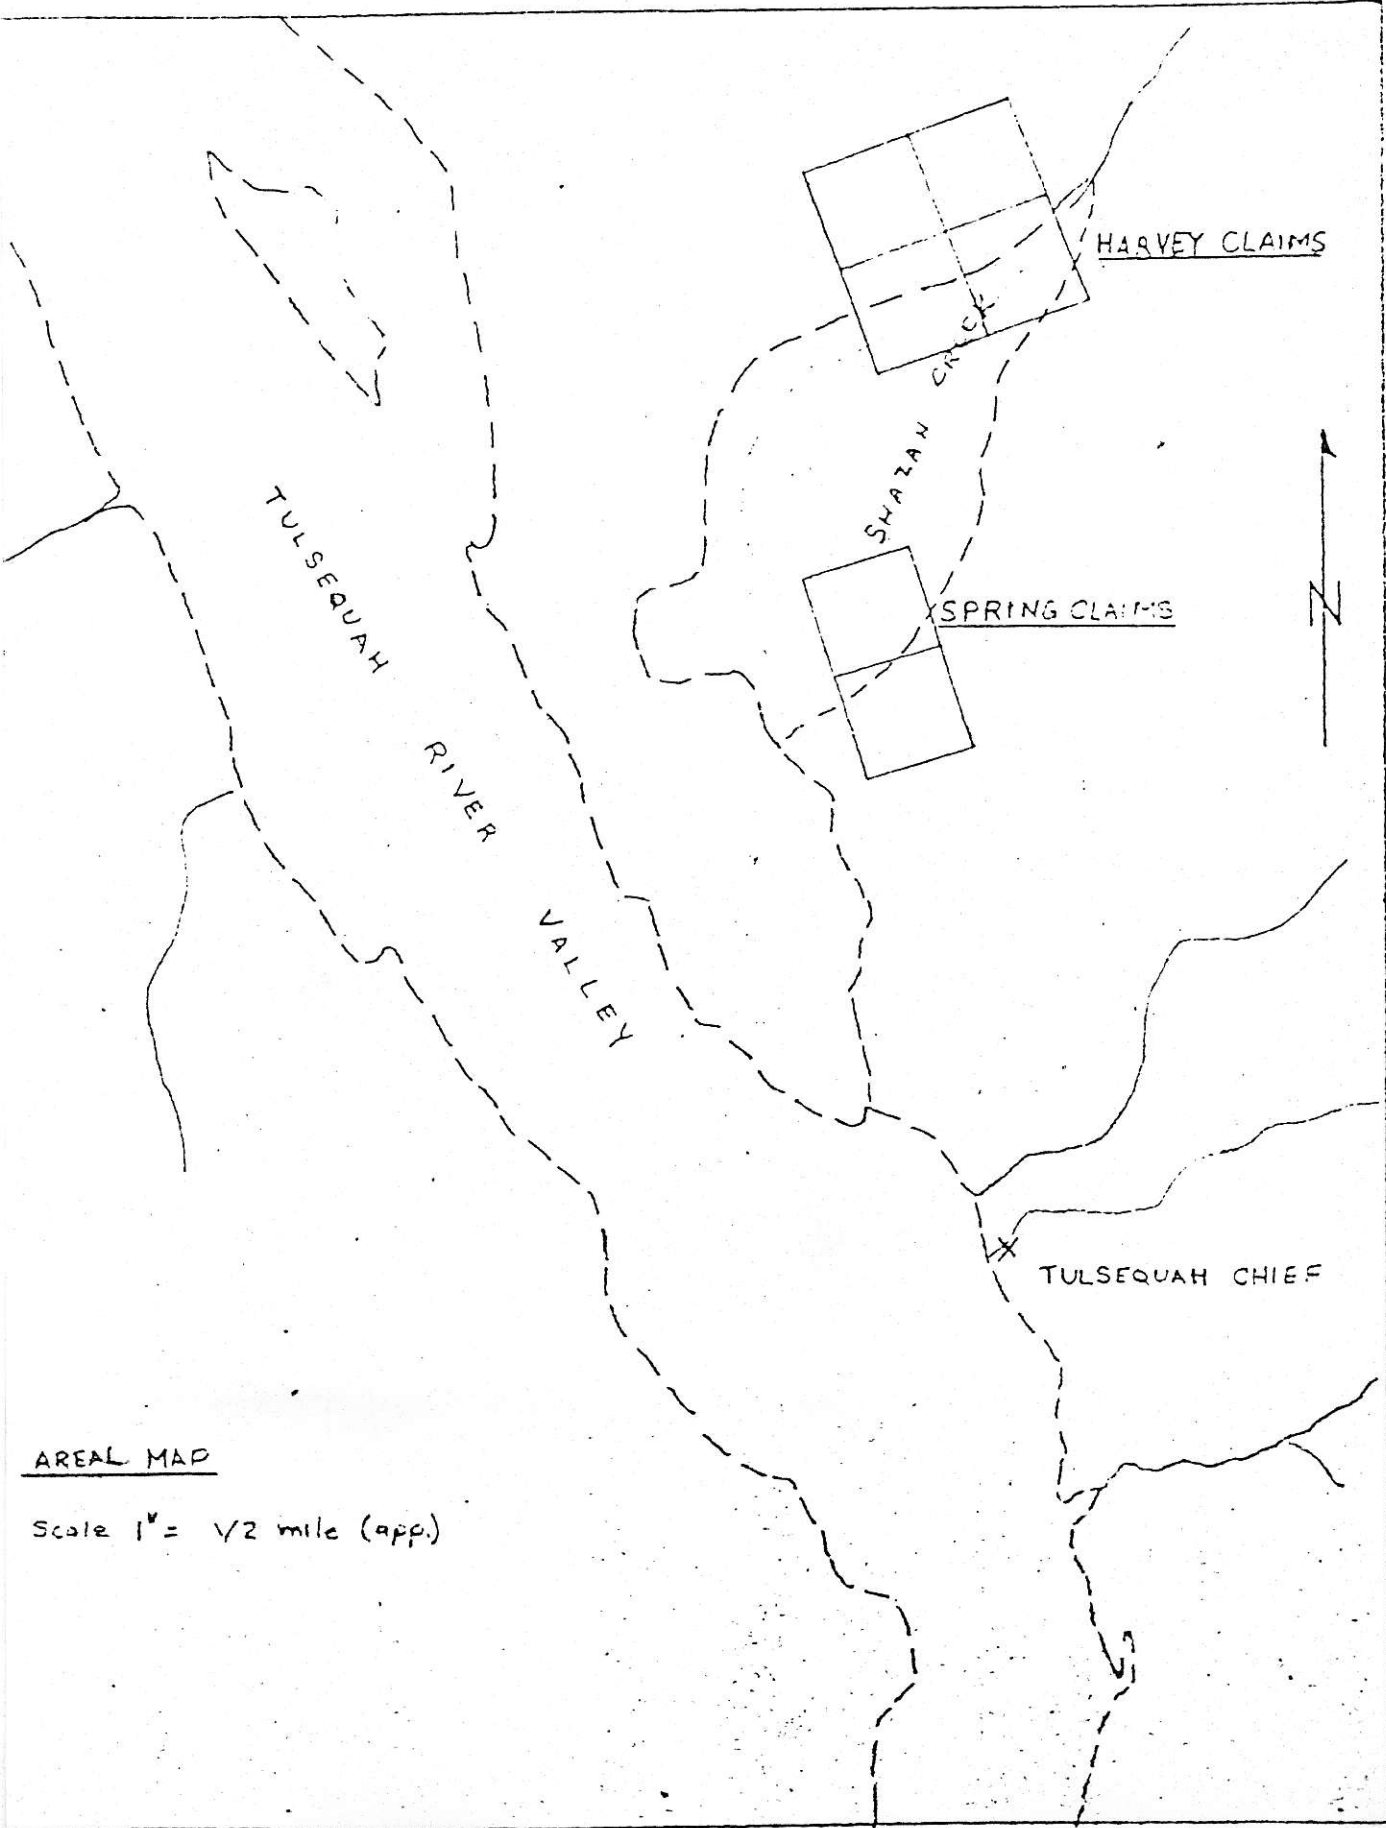 HARVEY CLAIMS
SHAZAN CREEK
TULSEQUAH RIVER VALLEY
SPRING CLAIMS
N
TULSEQUAH CHIEF
AREAL MAP
Scale 1" = 1/2 mile (app.)